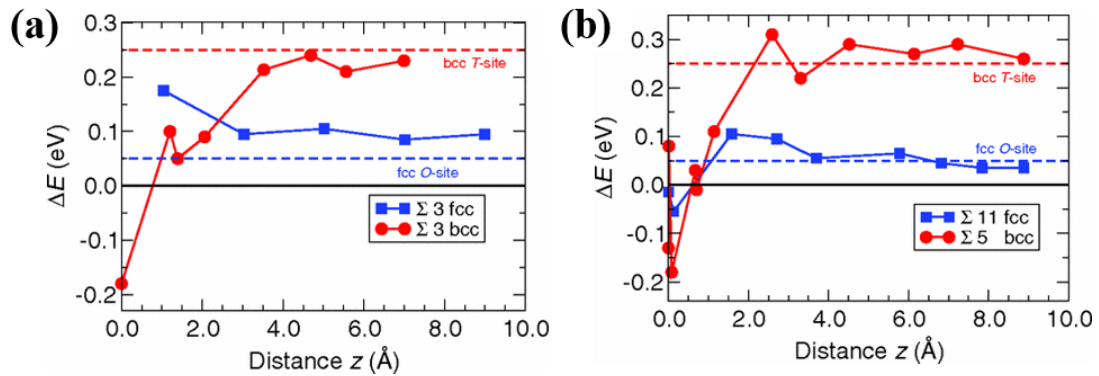 (a)
0.3
0.2
0.1
0.0
-0.1
-0.2
ΔE (eV)
bcc T-site
fcc O-site
Σ 3 fcc
Σ 3 bcc
0.0 2.0 4.0 6.0 8.0 10.0
Distance z (Å)
(b)
0.3
0.2
0.1
0.0
-0.1
-0.2
ΔE (eV)
bcc T-site
fcc O-site
Σ 11 fcc
Σ 5 bcc
0.0 2.0 4.0 6.0 8.0 10.0
Distance z (Å)